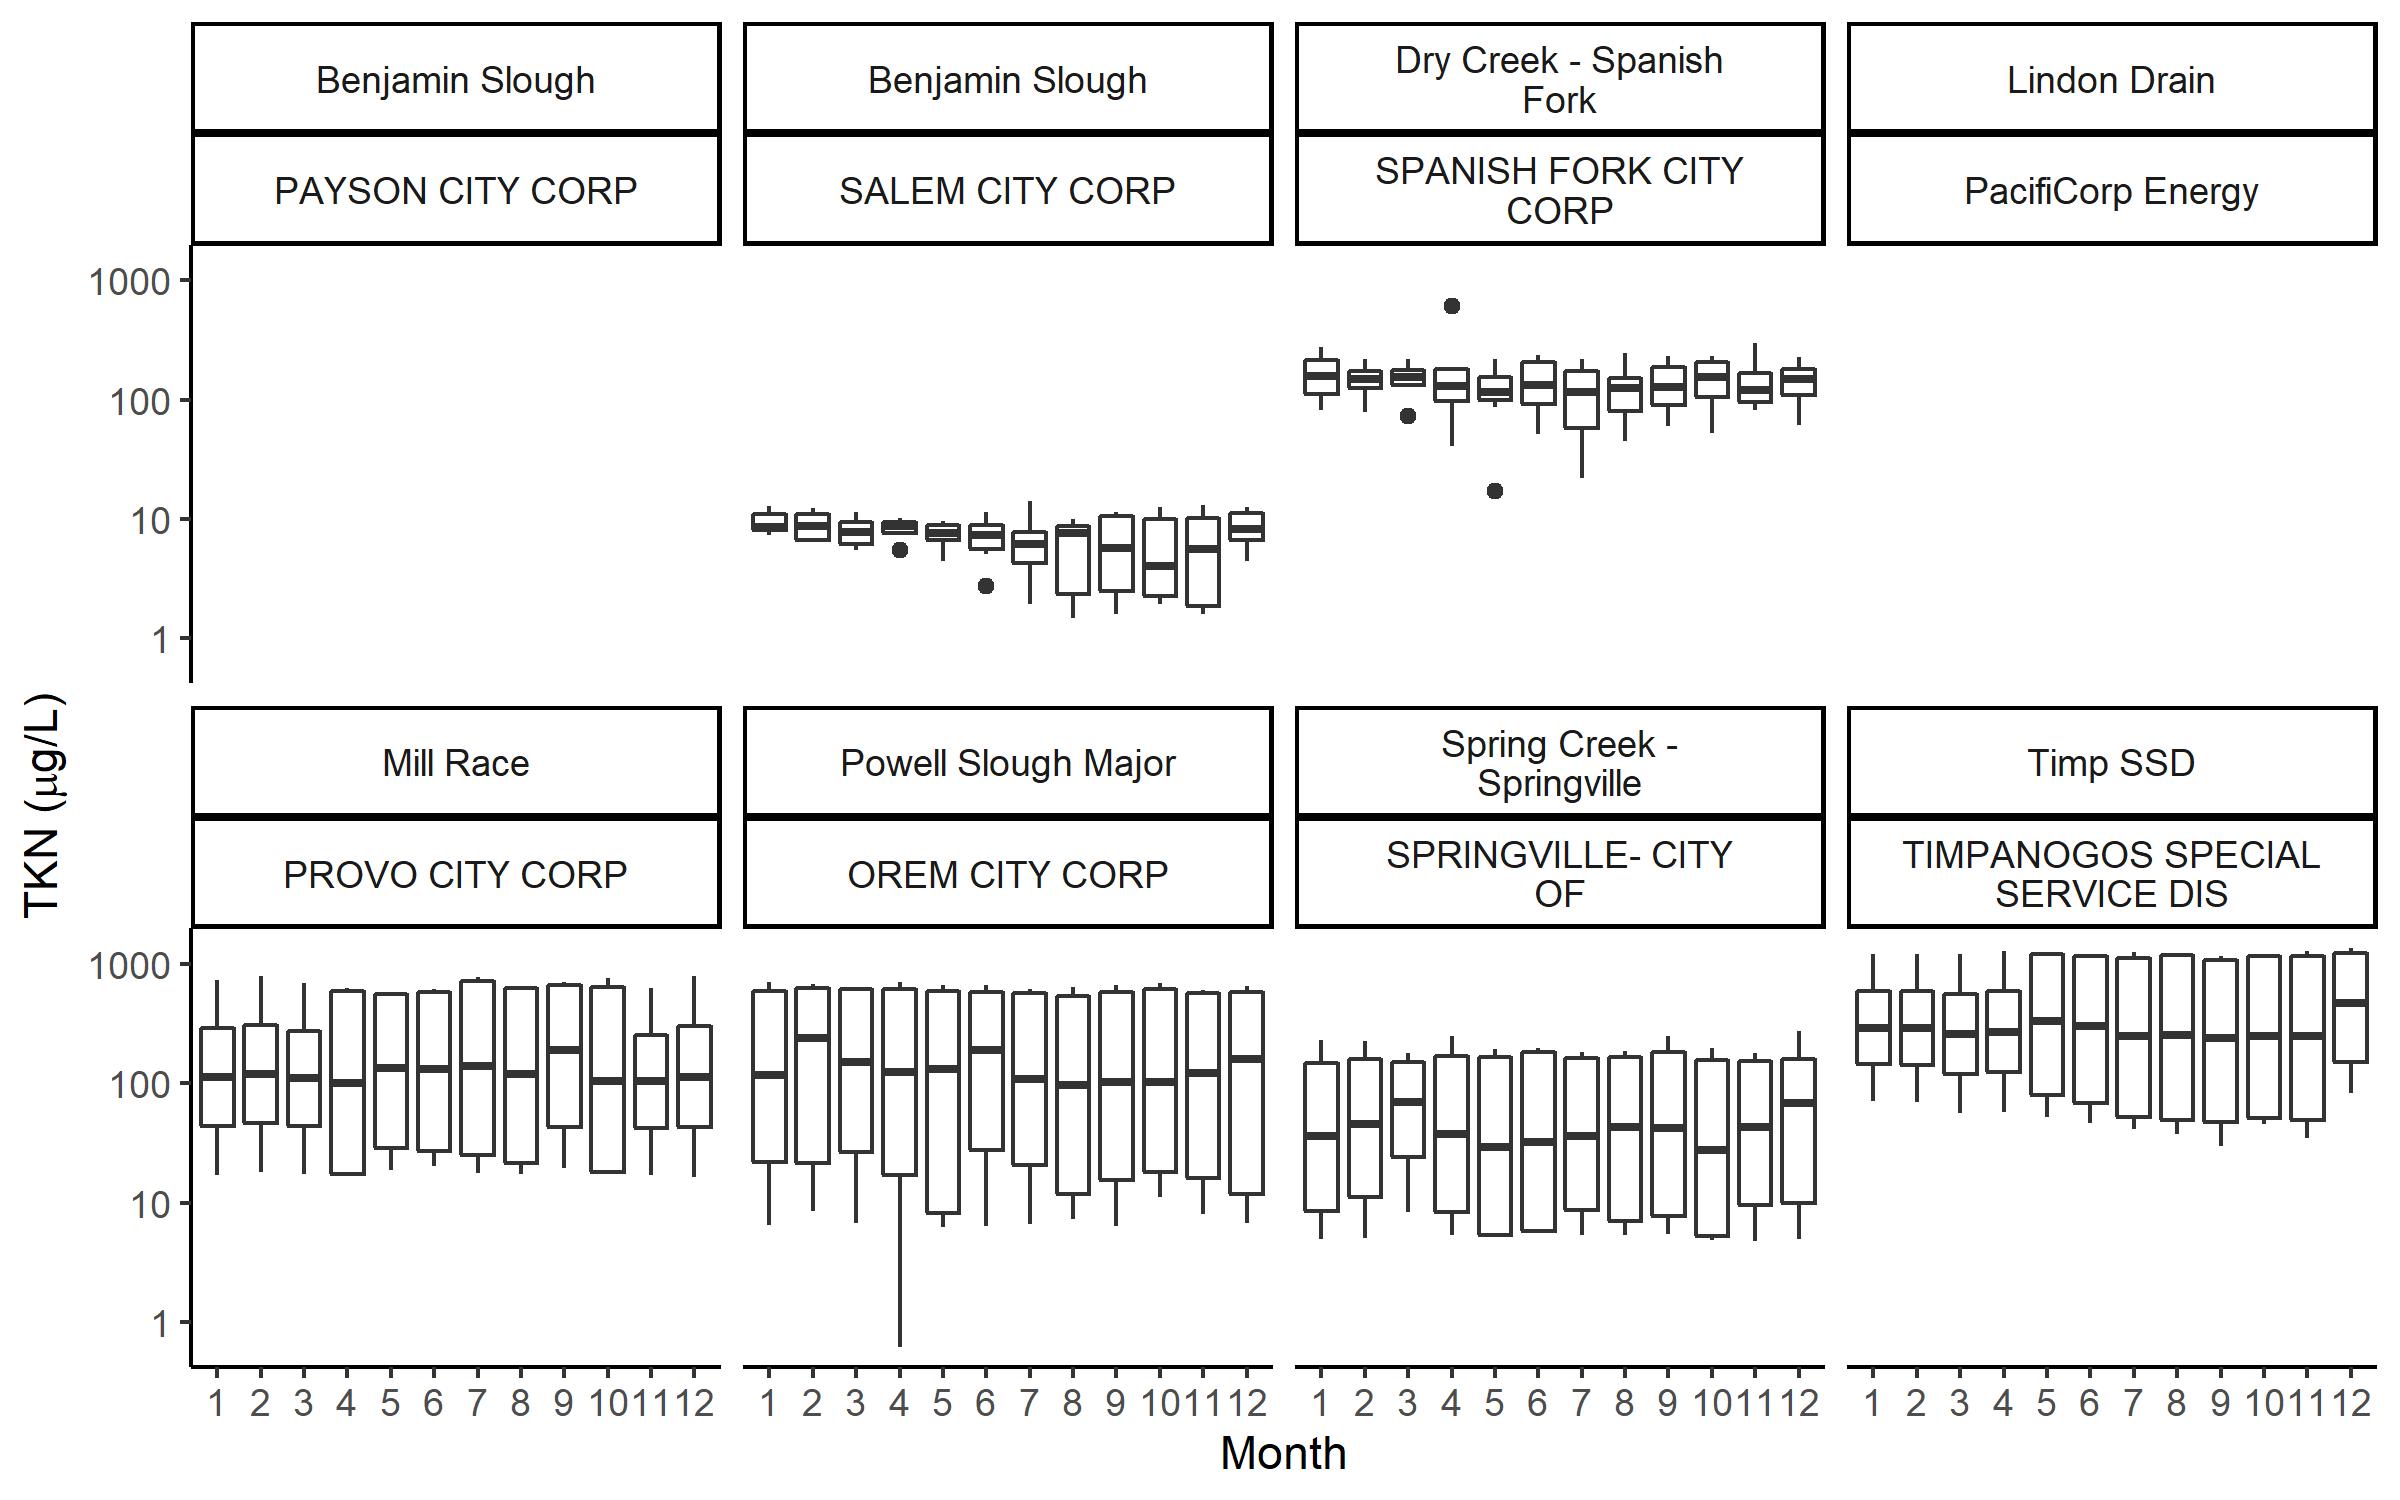 Benjamin Slough
Benjamin Slough
Dry Creek - Spanish
Fork
Lindon Drain
PAYSON CITY CORP
SALEM CITY CORP
SPANISH FORK CITY
CORP
PacifiCorp Energy
1000
100
10
1
TKN (µg/L)
Mill Race
Powell Slough Major
Spring Creek -
Springville
Timp SSD
PROVO CITY CORP
OREM CITY CORP
SPRINGVILLE- CITY
OF
TIMPANOGOS SPECIAL
SERVICE DIS
1000
100
10
1
1 2 3 4 5 6 7 8 9 10 11 12
1 2 3 4 5 6 7 8 9 10 11 12
1 2 3 4 5 6 7 8 9 10 11 12
1 2 3 4 5 6 7 8 9 10 11 12
Month